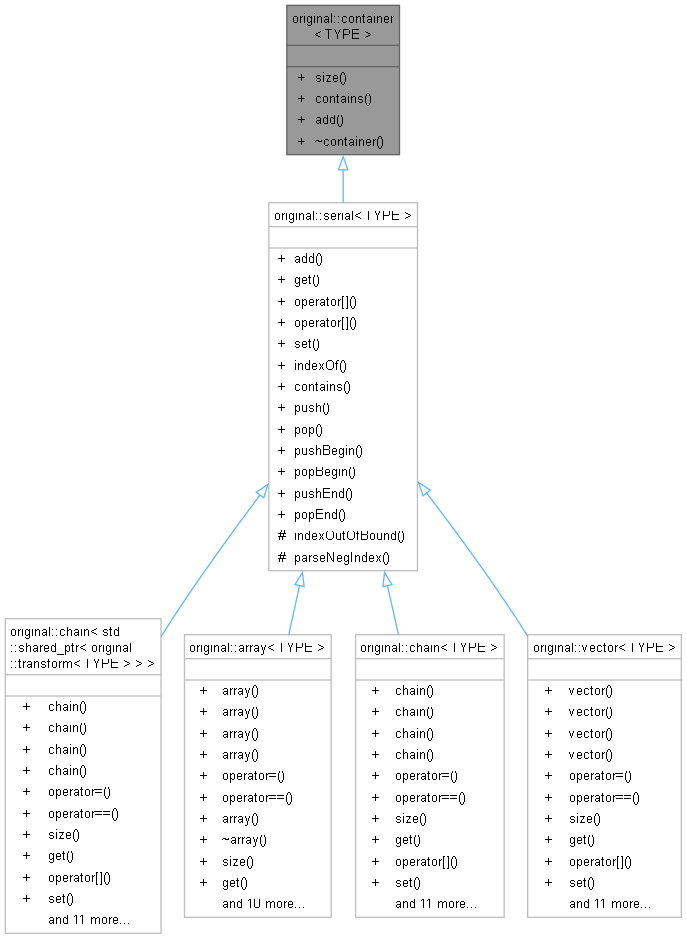 original::container
< TYPE >
+ size()
+ contains()
+ add()
+ ~container()
original::serial< TYPE >
+ add()
+ get()
+ operator[]()
+ operator[]()
+ set()
+ indexOf()
+ contains()
+ push()
+ pop()
+ pushBegin()
+ popBegin()
+ pushEnd()
+ popEnd()
# indexOutOfBound()
# parseNegIndex()
original::chain< std
::shared_ptr< original
::transform< TYPE > > >
+ chain()
+ chain()
+ chain()
+ chain()
+ operator=()
+ operator==()
+ size()
+ get()
+ operator[]()
+ set()
and 11 more...
original::array< TYPE >
+ array()
+ array()
+ array()
+ array()
+ operator=()
+ operator==()
+ array()
+ ~array()
+ size()
+ get()
and 10 more...
original::chain< TYPE >
+ chain()
+ chain()
+ chain()
+ chain()
+ operator=()
+ operator==()
+ size()
+ get()
+ operator[]()
+ set()
and 11 more...
original::vector< TYPE >
+ vector()
+ vector()
+ vector()
+ vector()
+ operator=()
+ operator==()
+ size()
+ get()
+ operator[]()
+ set()
and 11 more...